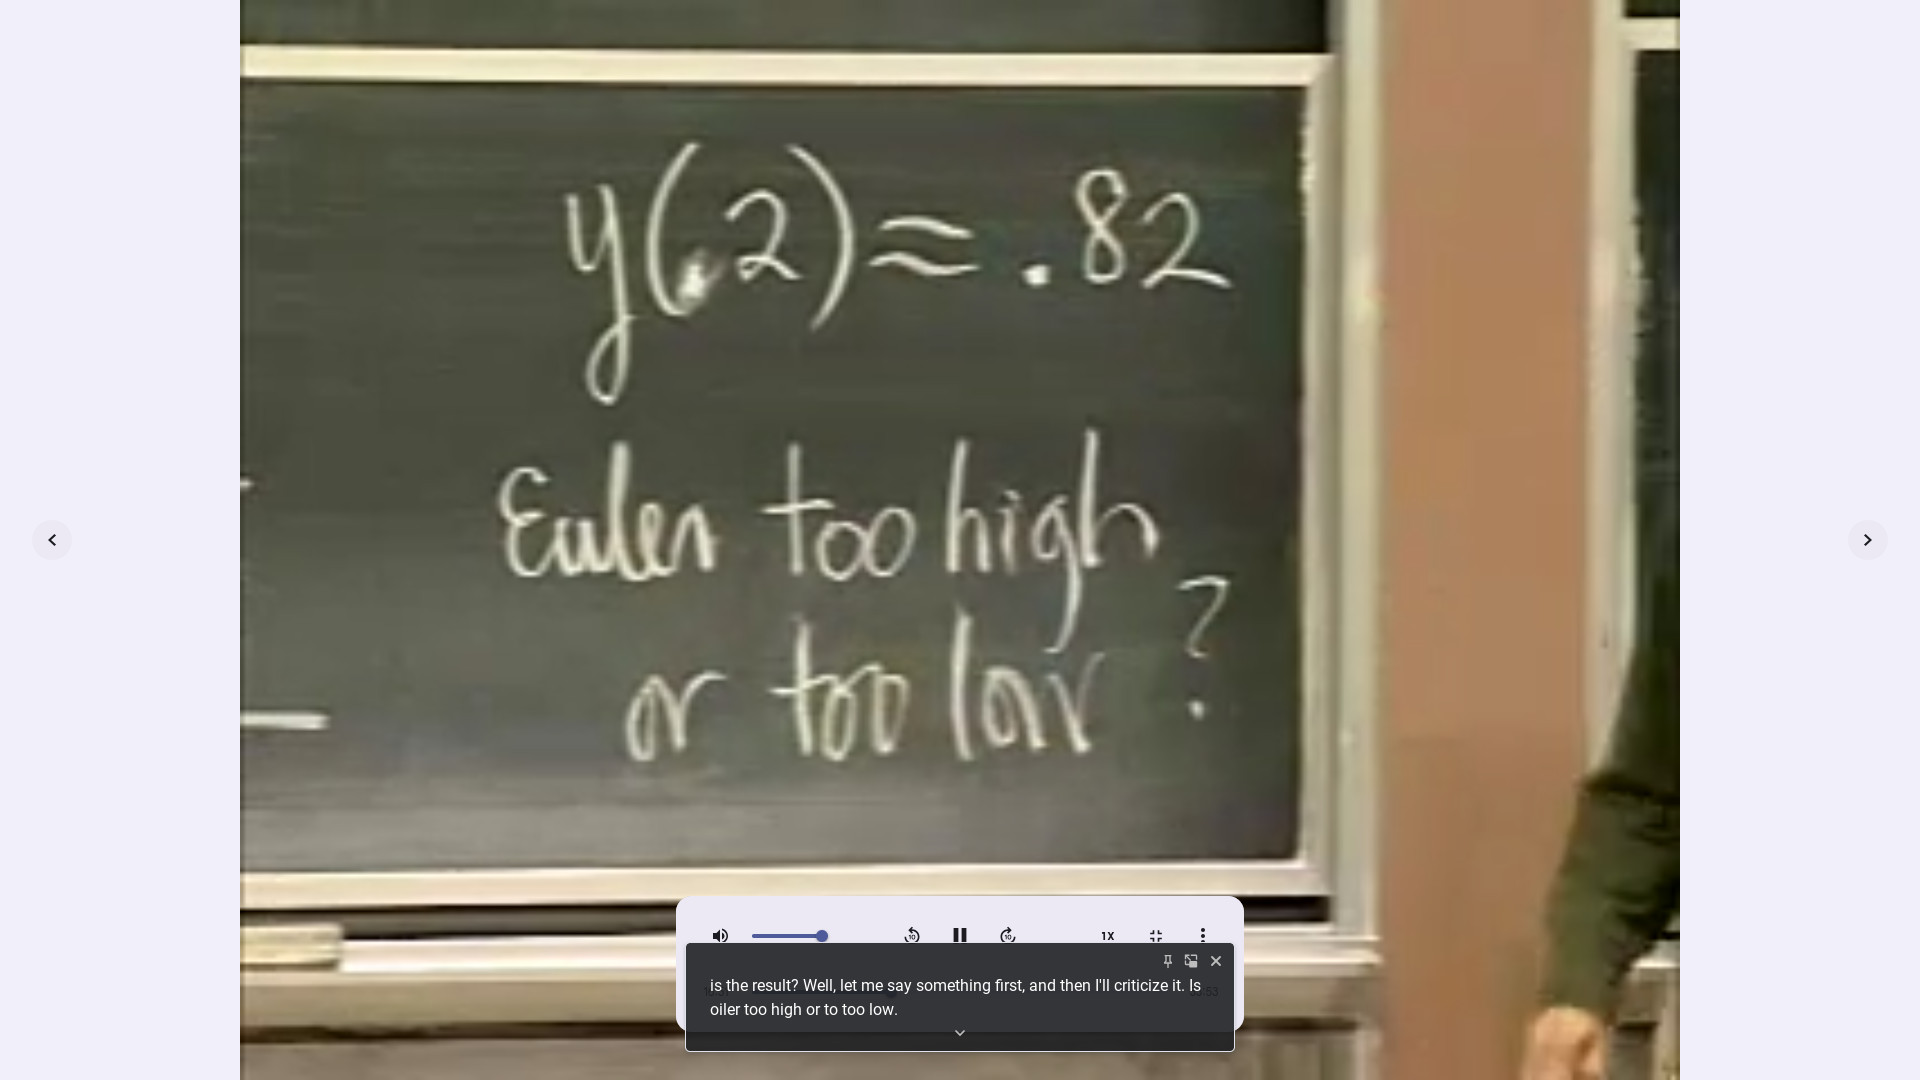 y(.2) ≈ .82
Euler too high
or too low ?
1X
is the result? Well, let me say something first, and then I'll criticize it. Is
oiler too high or to too low.